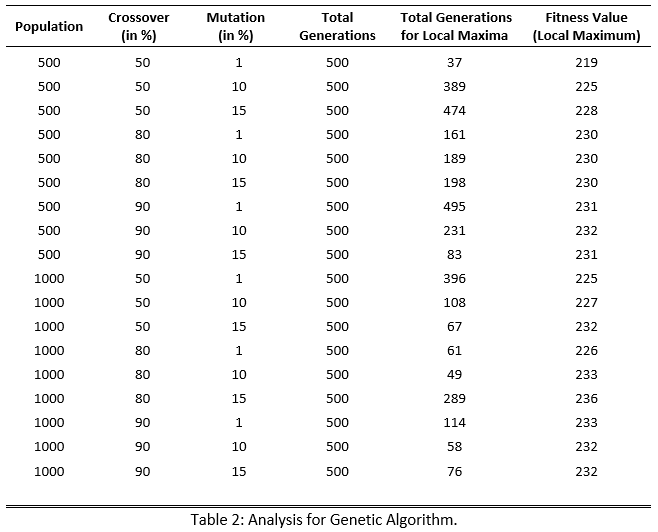 Population Crossover (in %) Mutation (in %) Total Generations Total Generations for Local Maxima Fitness Value (Local Maximum)
500 50 1 500 37 219
500 50 10 500 389 225
500 50 15 500 474 228
500 80 1 500 161 230
500 80 10 500 189 230
500 80 15 500 198 230
500 90 1 500 495 231
500 90 10 500 231 232
500 90 15 500 83 231
1000 50 1 500 396 225
1000 50 10 500 108 227
1000 50 15 500 67 232
1000 80 1 500 61 226
1000 80 10 500 49 233
1000 80 15 500 289 236
1000 90 1 500 114 233
1000 90 10 500 58 232
1000 90 15 500 76 232
Table 2: Analysis for Genetic Algorithm.